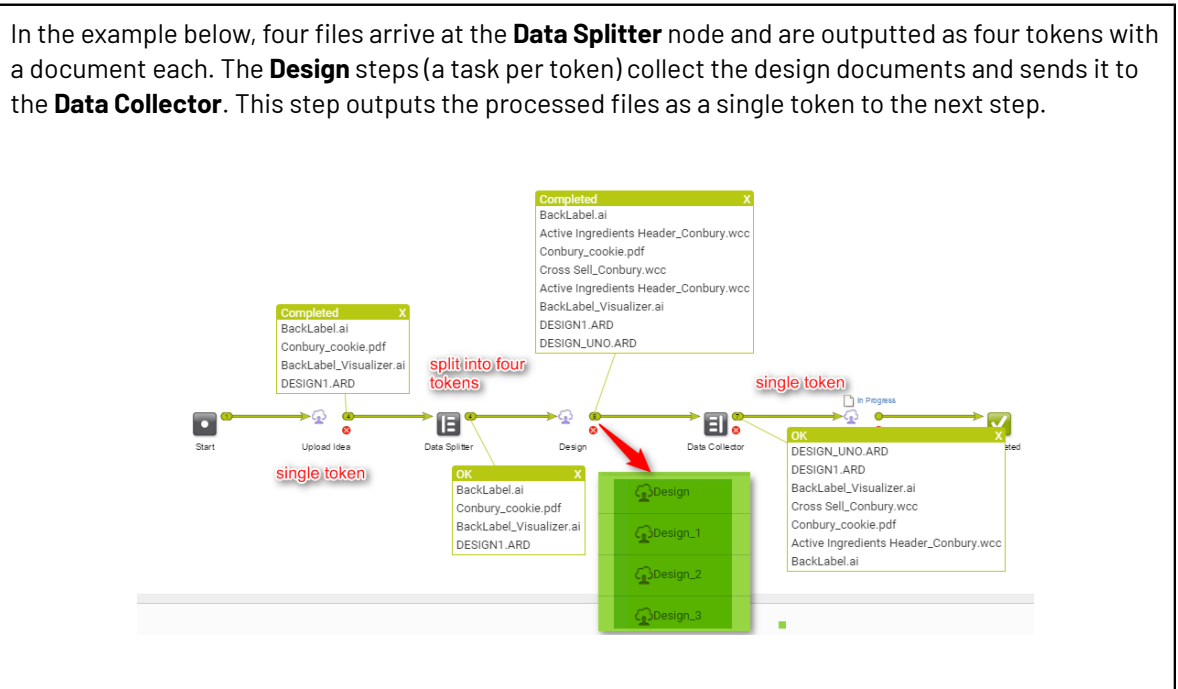 In the example below, four files arrive at the Data Splitter node and are outputted as four tokens with
a document each. The Design steps (a task per token) collect the design documents and sends it to
the Data Collector. This step outputs the processed files as a single token to the next step.
Completed X
BackLabel.ai
Active Ingredients Header_Conbury.wcc
Conbury_cookie.pdf
Cross Sell_Conbury.wcc
Active Ingredients Header_Conbury.wcc
BackLabel_Visualizer.ai
DESIGN1.ARD
DESIGN_UNO.ARD
Completed X
BackLabel.ai
Conbury_cookie.pdf
BackLabel_Visualizer.ai
DESIGN1.ARD
split into four
tokens
single token
In Progress
1
4
4
8
7
Start
Upload Idea
Data Splitter
Design
Data Collector
single token
OK X
BackLabel.ai
Conbury_cookie.pdf
BackLabel_Visualizer.ai
DESIGN1.ARD
Design
Design_1
Design_2
Design_3
OK X
DESIGN_UNO.ARD
DESIGN1.ARD
BackLabel_Visualizer.ai
Cross Sell_Conbury.wcc
Conbury_cookie.pdf
Active Ingredients Header_Conbury.wcc
BackLabel.ai